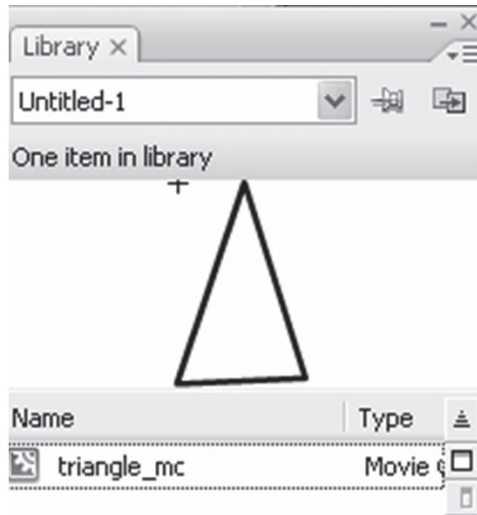 Library
Untitled-1
One item in library
Name Type
triangle_mc Movie